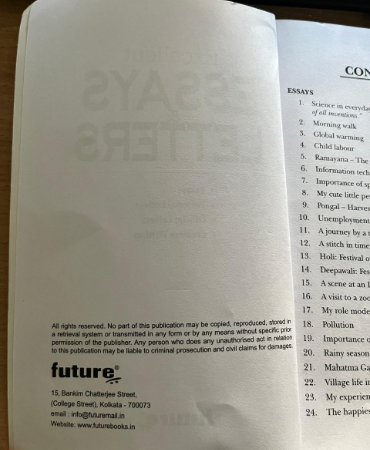 All rights reserved. No part of this publication may be copied, reproduced, stored in
a retrieval system or transmitted in any form or by any means without specific prior
permission of the publisher. Any person who does any unauthorised act in relation
to this publication may be liable to criminal prosecution and civil claims for damages.
future®
15, Bankim Chatterjee Street,
(College Street), Kolkata - 700073
email : info@futuremail.in
Website: www.futurebooks.in
CON
ESSAYS
1. Science in everyday
of all inventions."
2. Morning walk
3. Global warming
4. Child labour
5. Ramayana – The
6. Information tech
7. Importance of sp
8. My cute little pe
9. Pongal – Harves
10. Unemployment
11. A journey by a
12. A stitch in time
13. Holi: Festival o
14. Deepavali: Fes
15. A scene at an
16. A visit to a zo
17. My role mode
18. Pollution
19. Importance o
20. Rainy season
21. Mahatma Ga
22. Village life i
23. My experien
24. The happies